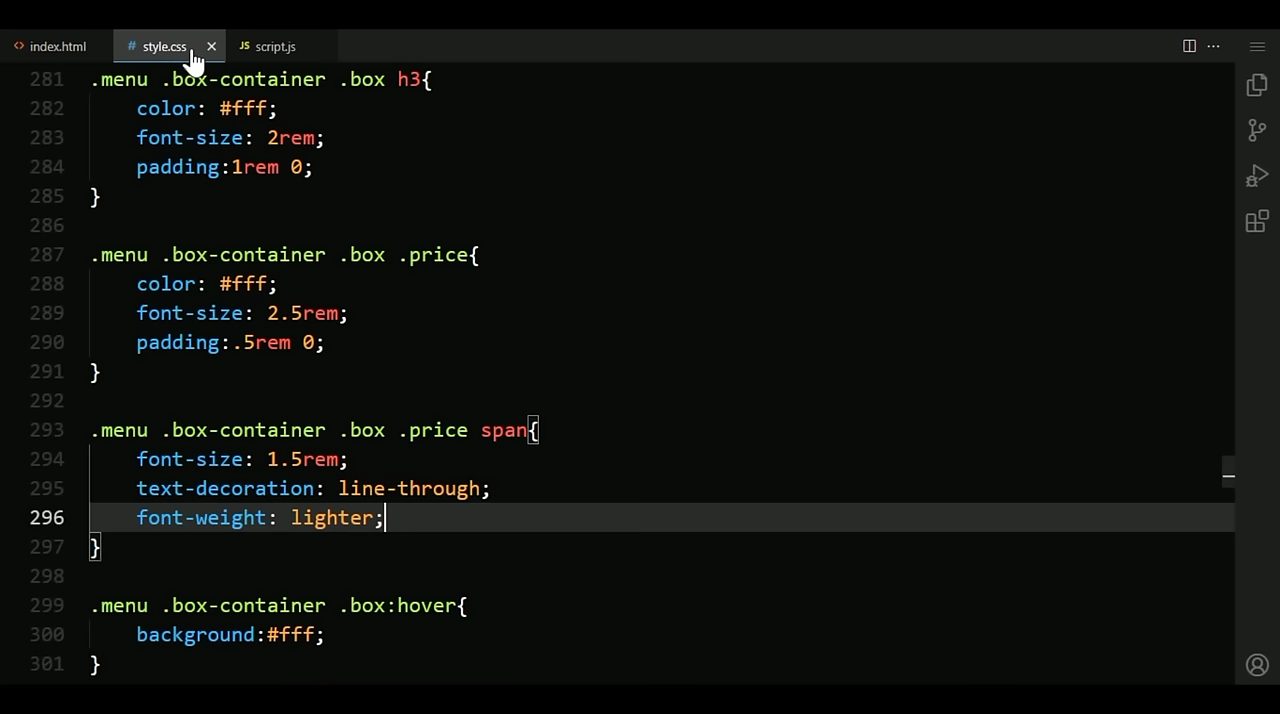 <> index.html # style.css × JS script.js ···
281 .menu .box-container .box h3{
282 color: #fff;
283 font-size: 2rem;
284 padding:1rem 0;
285 }
286
287 .menu .box-container .box .price{
288 color: #fff;
289 font-size: 2.5rem;
290 padding:.5rem 0;
291 }
292
293 .menu .box-container .box .price span{
294 font-size: 1.5rem;
295 text-decoration: line-through;
296 font-weight: lighter;
297 }
298
299 .menu .box-container .box:hover{
300 background:#fff;
301 }